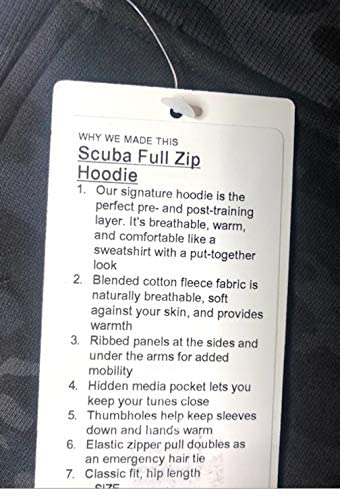 WHY WE MADE THIS
Scuba Full Zip
Hoodie
1. Our signature hoodie is the
perfect pre- and post-training
layer. It's breathable, warm,
and comfortable like a
sweatshirt with a put-together
look
2. Blended cotton fleece fabric is
naturally breathable, soft
against your skin, and provides
warmth
3. Ribbed panels at the sides and
under the arms for added
mobility
4. Hidden media pocket lets you
keep your tunes close
5. Thumbholes help keep sleeves
down and hands warm
6. Elastic zipper pull doubles as
an emergency hair tie
7. Classic fit, hip length
SIZE